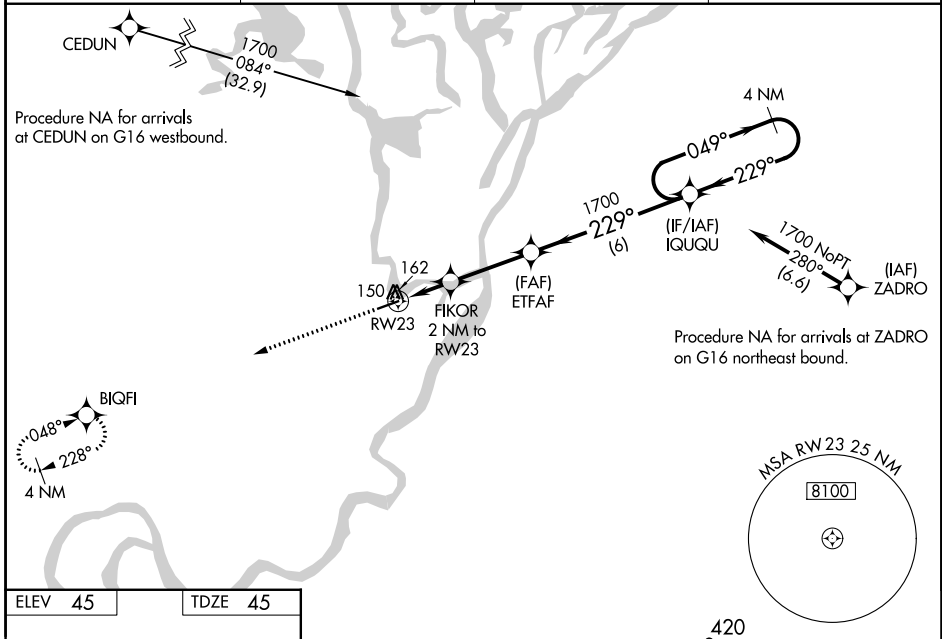 CEDUN
1700
084°
(32.9)
Procedure NA for arrivals
at CEDUN on G16 westbound.
4 NM
049°
229°
1700
229°
(6)
(IF/IAF)
IQUQU
1700 NoPT
280°
(6.6)
(IAF)
ZADRO
(FAF)
ETFAF
162
150
RW23
FIKOR
2 NM to
RW23
Procedure NA for arrivals at ZADRO
on G16 northeast bound.
BIQFI
048°
228°
4 NM
MSA RW23 25 NM
8100
ELEV 45
TDZE 45
420